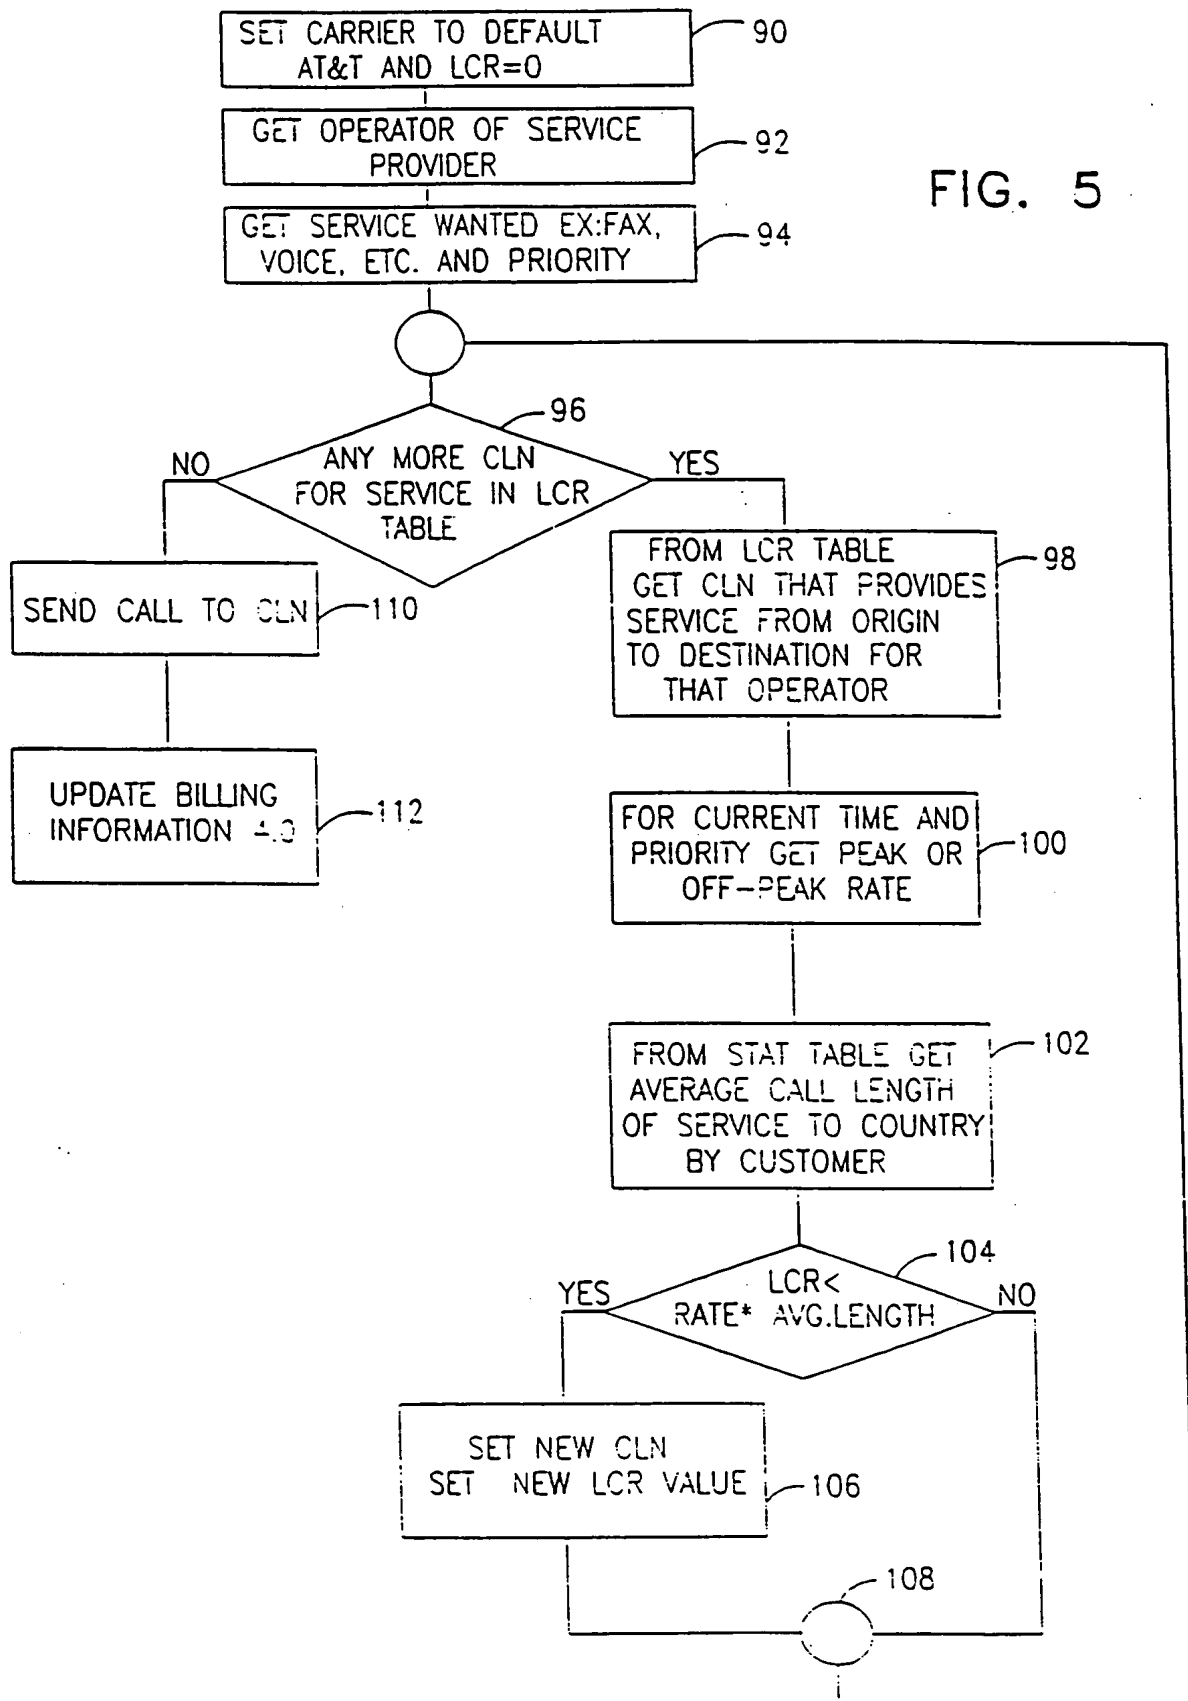 SET CARRIER TO DEFAULT
AT&T AND LCR=0
90
GET OPERATOR OF SERVICE
PROVIDER
92
FIG. 5
GET SERVICE WANTED EX:FAX,
VOICE, ETC. AND PRIORITY
94
96
NO
ANY MORE CLN
FOR SERVICE IN LCR
TABLE
YES
FROM LCR TABLE
GET CLN THAT PROVIDES
SERVICE FROM ORIGIN
TO DESTINATION FOR
THAT OPERATOR
98
SEND CALL TO CLN
110
UPDATE BILLING
INFORMATION 4.0
112
FOR CURRENT TIME AND
PRIORITY GET PEAK OR
OFF-PEAK RATE
100
FROM STAT TABLE GET
AVERAGE CALL LENGTH
OF SERVICE TO COUNTRY
BY CUSTOMER
102
104
YES
LCR<
RATE* AVG.LENGTH
NO
SET NEW CLN
SET NEW LCR VALUE
106
108